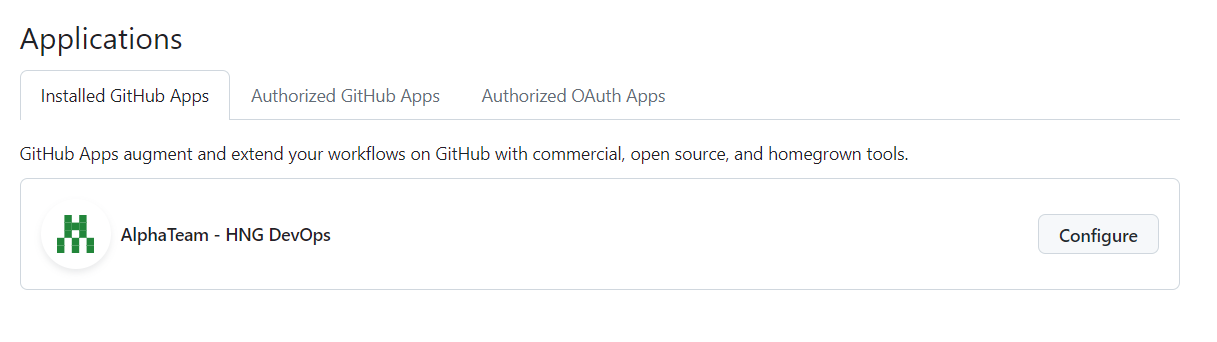 Applications
Installed GitHub Apps
Authorized GitHub Apps
Authorized OAuth Apps
GitHub Apps augment and extend your workflows on GitHub with commercial, open source, and homegrown tools.
AlphaTeam - HNG DevOps
Configure